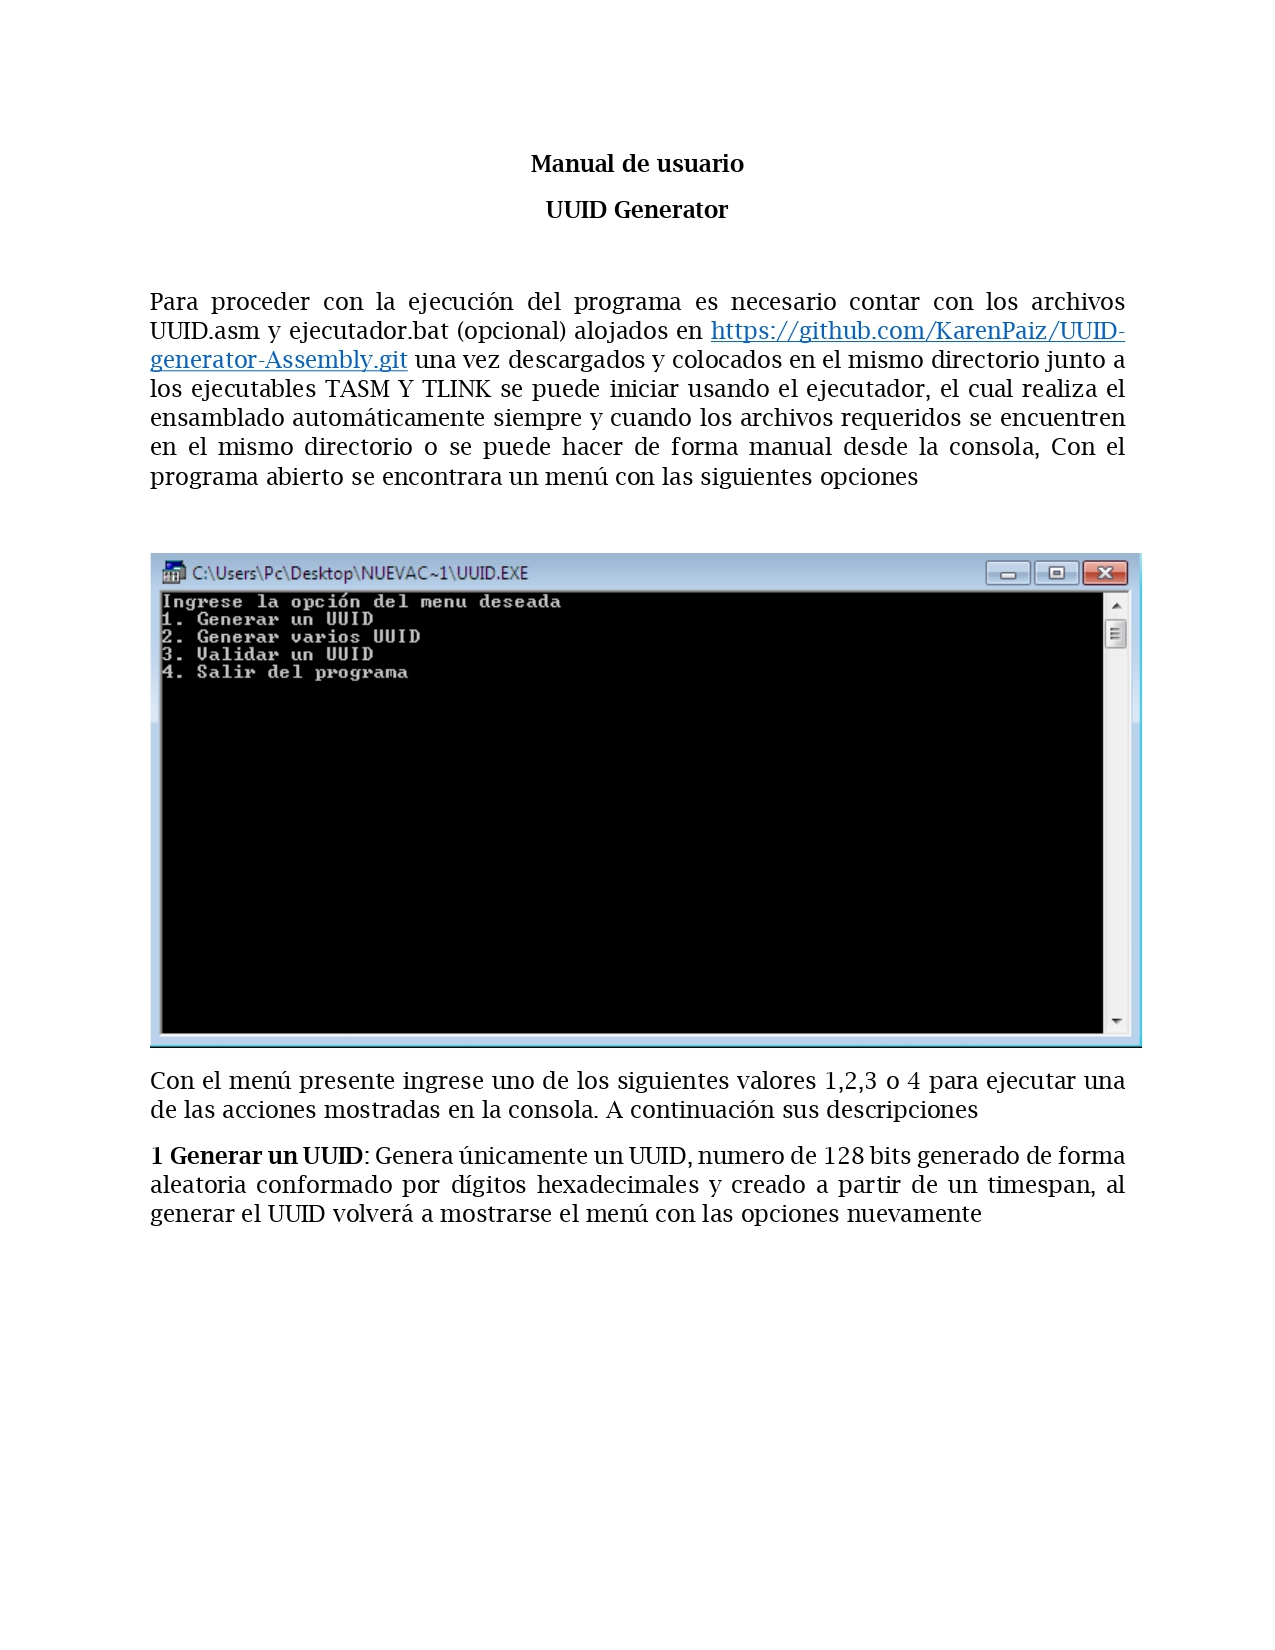 Manual de usuario
UUID Generator
Para proceder con la ejecución del programa es necesario contar con los archivos
UUID.asm y ejecutador.bat (opcional) alojados en https://github.com/KarenPaiz/UUID-
generator-Assembly.git una vez descargados y colocados en el mismo directorio junto a
los ejecutables TASM Y TLINK se puede iniciar usando el ejecutador, el cual realiza el
ensamblado automáticamente siempre y cuando los archivos requeridos se encuentren
en el mismo directorio o se puede hacer de forma manual desde la consola, Con el
programa abierto se encontrara un menú con las siguientes opciones
C:\Users\Pc\Desktop\NUEVAC~1\UUID.EXE
Ingrese la opción del menu deseada
1. Generar un UUID
2. Generar varios UUID
3. Validar un UUID
4. Salir del programa
Con el menú presente ingrese uno de los siguientes valores 1,2,3 o 4 para ejecutar una
de las acciones mostradas en la consola. A continuación sus descripciones
1 Generar un UUID: Genera únicamente un UUID, numero de 128 bits generado de forma
aleatoria conformado por dígitos hexadecimales y creado a partir de un timespan, al
generar el UUID volverá a mostrarse el menú con las opciones nuevamente